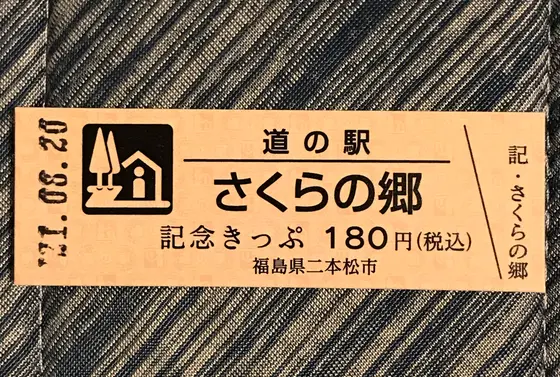 '21.08.20
道の駅
さくらの郷
記念きっぷ 180円(税込)
福島県二本松市
記・さくらの郷